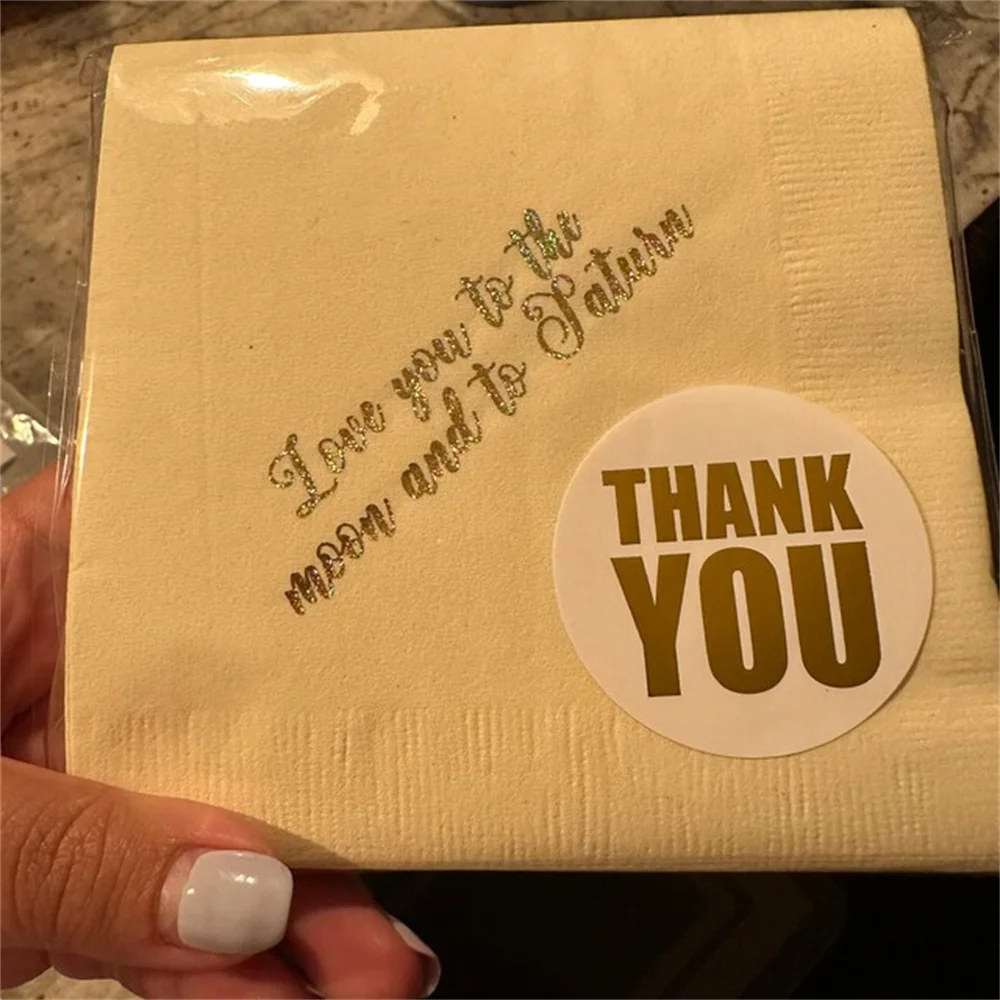 Love you to the
moon and to Saturn
THANK
YOU